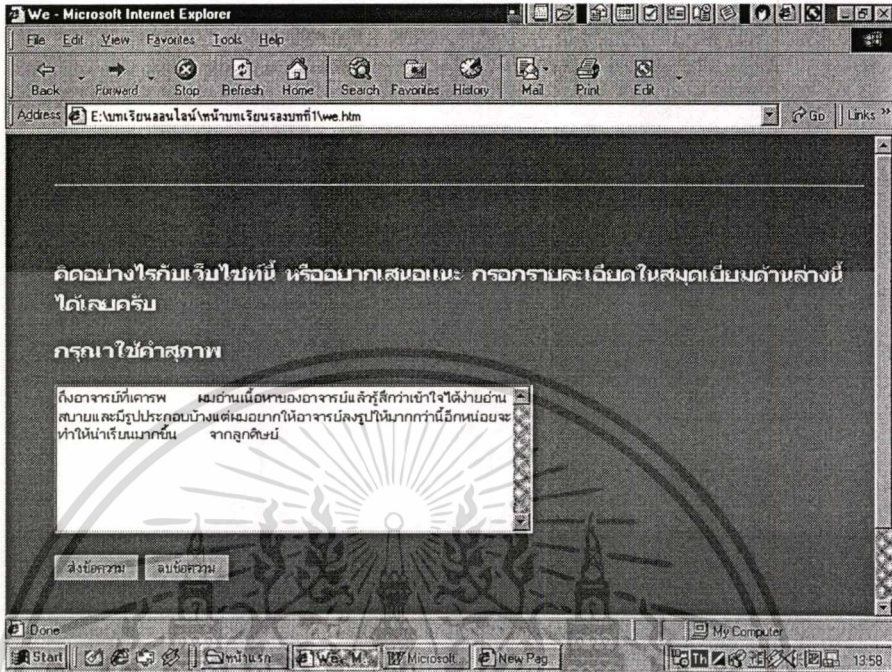 We - Microsoft Internet Explorer
File Edit View Favorites Tools Help
Back Forward Stop Refresh Home Search Favorites History Mail Print Edit
Address E:\บทเรียนออนไลน์\หน้าบทเรียนรองบทที่1\we.htm Go Links »
คิดอย่างไรกับเว็บไซท์นี้ หรืออยากเสนอแนะ กรอกรายละเอียดในสมุดเยี่ยมด้านล่างนี้
ได้เลยครับ
กรุณาใช้คำสุภาพ
ถึงอาจารย์ที่เคารพ ผมอ่านเนื้อหาของอาจารย์แล้วรู้สึกว่าเข้าใจได้ง่ายอ่าน
สบายและมีรูปประกอบบ้างแต่ผมอยากให้อาจารย์ลงรูปให้มากกว่านี้อีกหน่อยจะ
ทำให้น่าเรียนมากขึ้น จากลูกศิษย์
ส่งข้อความ ลบข้อความ
Done My Computer
Start หน้าแรก We - Mi... Microsoft... New Pag... Th 13:59